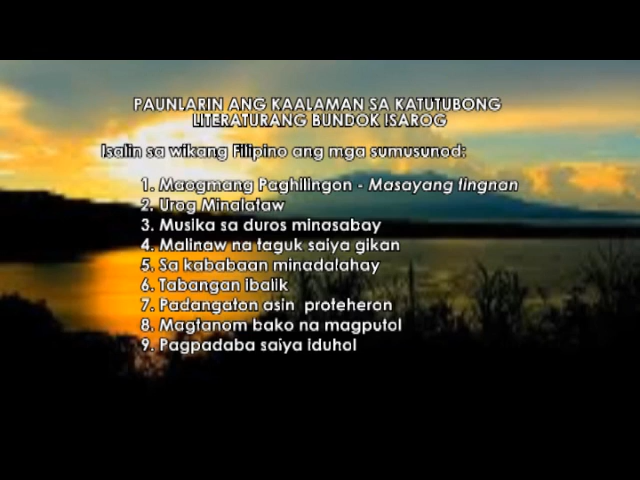 PAUNLARIN ANG KAALAMAN SA KATUTUBONG
LITERATURANG BUNDOK ISAROG
Isalin sa wikang Filipino ang mga sumusunod:
1. Maogmang Paghilingon - Masayang tingnan
2. Urog Minalataw
3. Musika sa duros minasabay
4. Malinaw na taguk saiya gikan
5. Sa kababaan minadalahay
6. Tabangan ibalik
7. Padangaton asin proteheron
8. Magtanom bako na magputol
9. Pagpadaba saiya iduhol